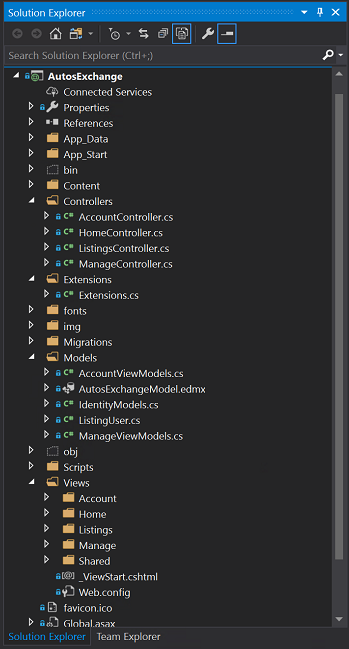 Solution Explorer
Search Solution Explorer (Ctrl+;)
AutosExchange
Connected Services
Properties
References
App_Data
App_Start
bin
Content
Controllers
AccountController.cs
HomeController.cs
ListingsController.cs
ManageController.cs
Extensions
Extensions.cs
fonts
img
Migrations
Models
AccountViewModels.cs
AutosExchangeModel.edmx
IdentityModels.cs
ListingUser.cs
ManageViewModels.cs
obj
Scripts
Views
Account
Home
Listings
Manage
Shared
_ViewStart.cshtml
Web.config
favicon.ico
Global.asax
Solution Explorer Team Explorer